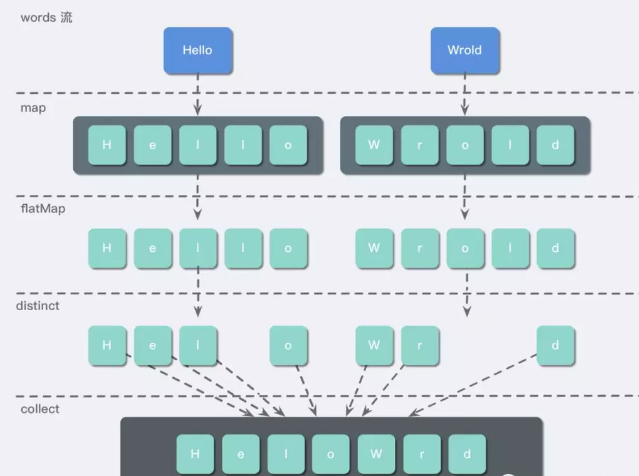 words 流
Hello Wrold
map
H e l l o W r o l d
flatMap
H e l l o W r o l d
distinct
H e l o W r d
collect
H e l o W r d